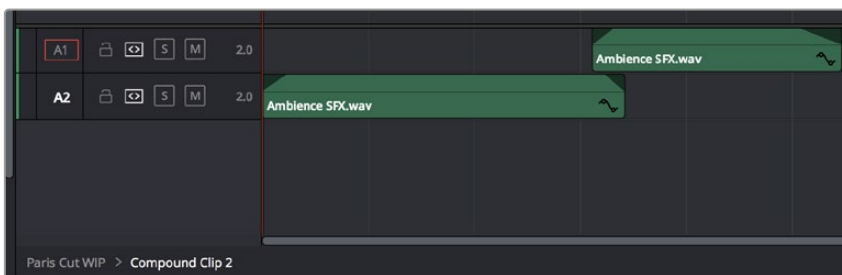 A1 S M 2.0
Ambience SFX.wav
A2 S M 2.0
Ambience SFX.wav
Paris Cut WIP > Compound Clip 2